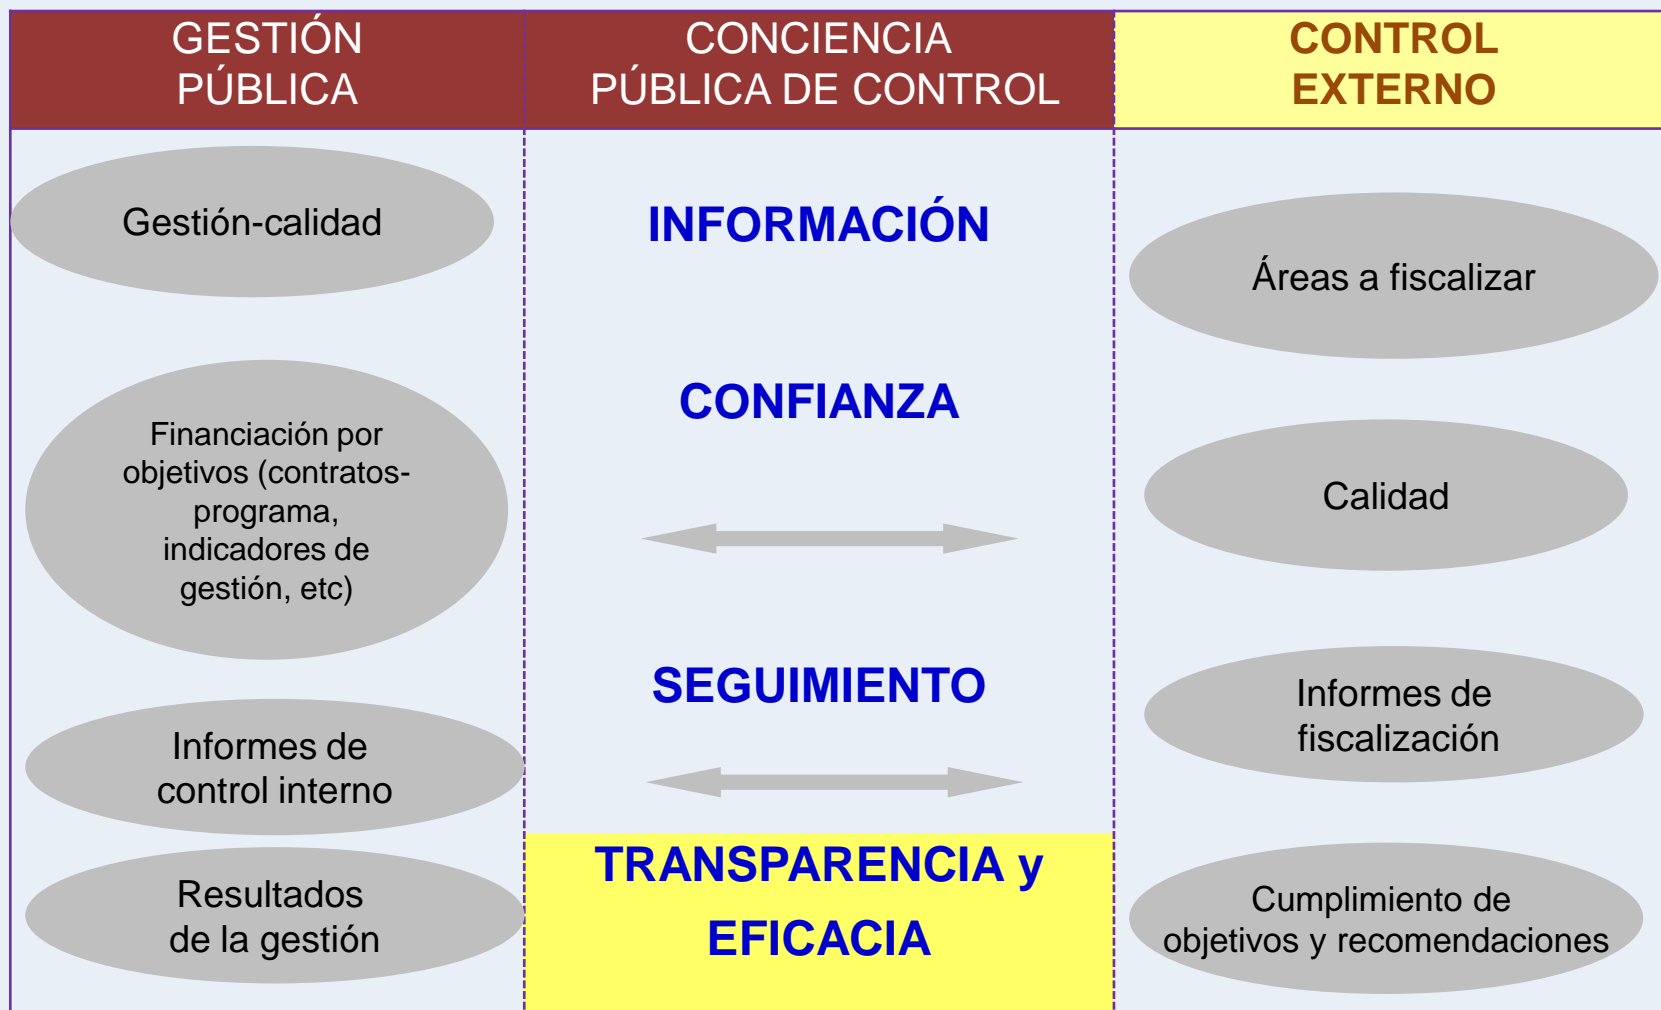 GESTIÓN
PÚBLICA
CONCIENCIA
PÚBLICA DE CONTROL
CONTROL
EXTERNO
Gestión-calidad
Financiación por
objetivos (contratos-
programa,
indicadores de
gestión, etc)
Informes de
control interno
Resultados
de la gestión
INFORMACIÓN
CONFIANZA
SEGUIMIENTO
TRANSPARENCIA y
EFICACIA
Áreas a fiscalizar
Calidad
Informes de
fiscalización
Cumplimiento de
objetivos y recomendaciones